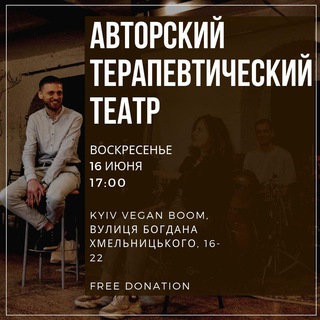 АВТОРСКИЙ
ТЕРАПЕВТИЧЕСКИЙ
ТЕАТР
ВОСКРЕСЕНЬЕ
16 ИЮНЯ
17:00
KYIV VEGAN BOOM,
ВУЛИЦЯ БОГДАНА
ХМЕЛЬНИЦЬКОГО, 16-
22
FREE DONATION